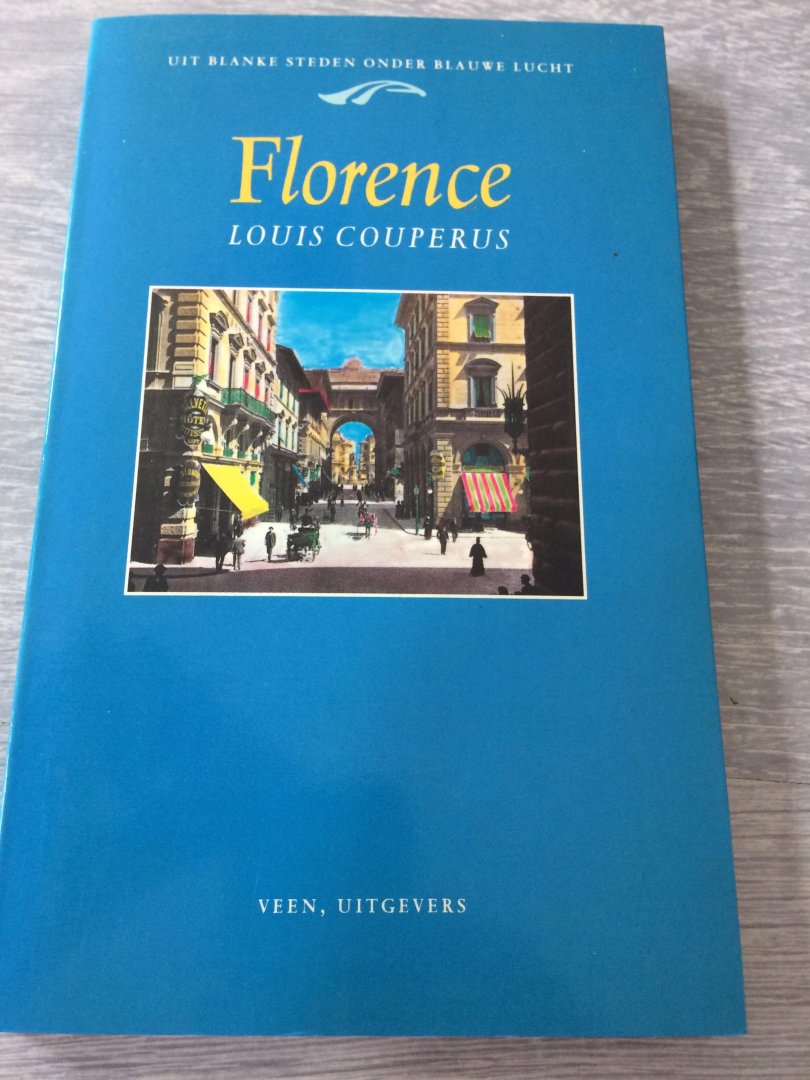 UIT BLANKE STEDEN ONDER BLAUWE LUCHT
Florence
LOUIS COUPERUS
VEEN, UITGEVERS